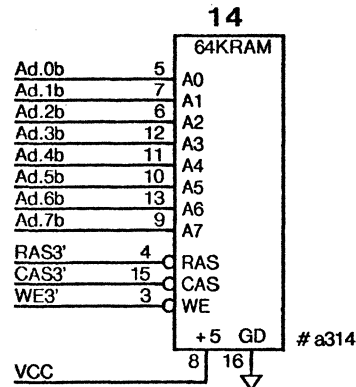 14
64KRAM
Ad.0b 5 A0
Ad.1b 7 A1
Ad.2b 6 A2
Ad.3b 12 A3
Ad.4b 11 A4
Ad.5b 10 A5
Ad.6b 13 A6
Ad.7b 9 A7
RAS3' 4 RAS
CAS3' 15 CAS
WE3' 3 WE
+5 GD # a314
8 16
VCC